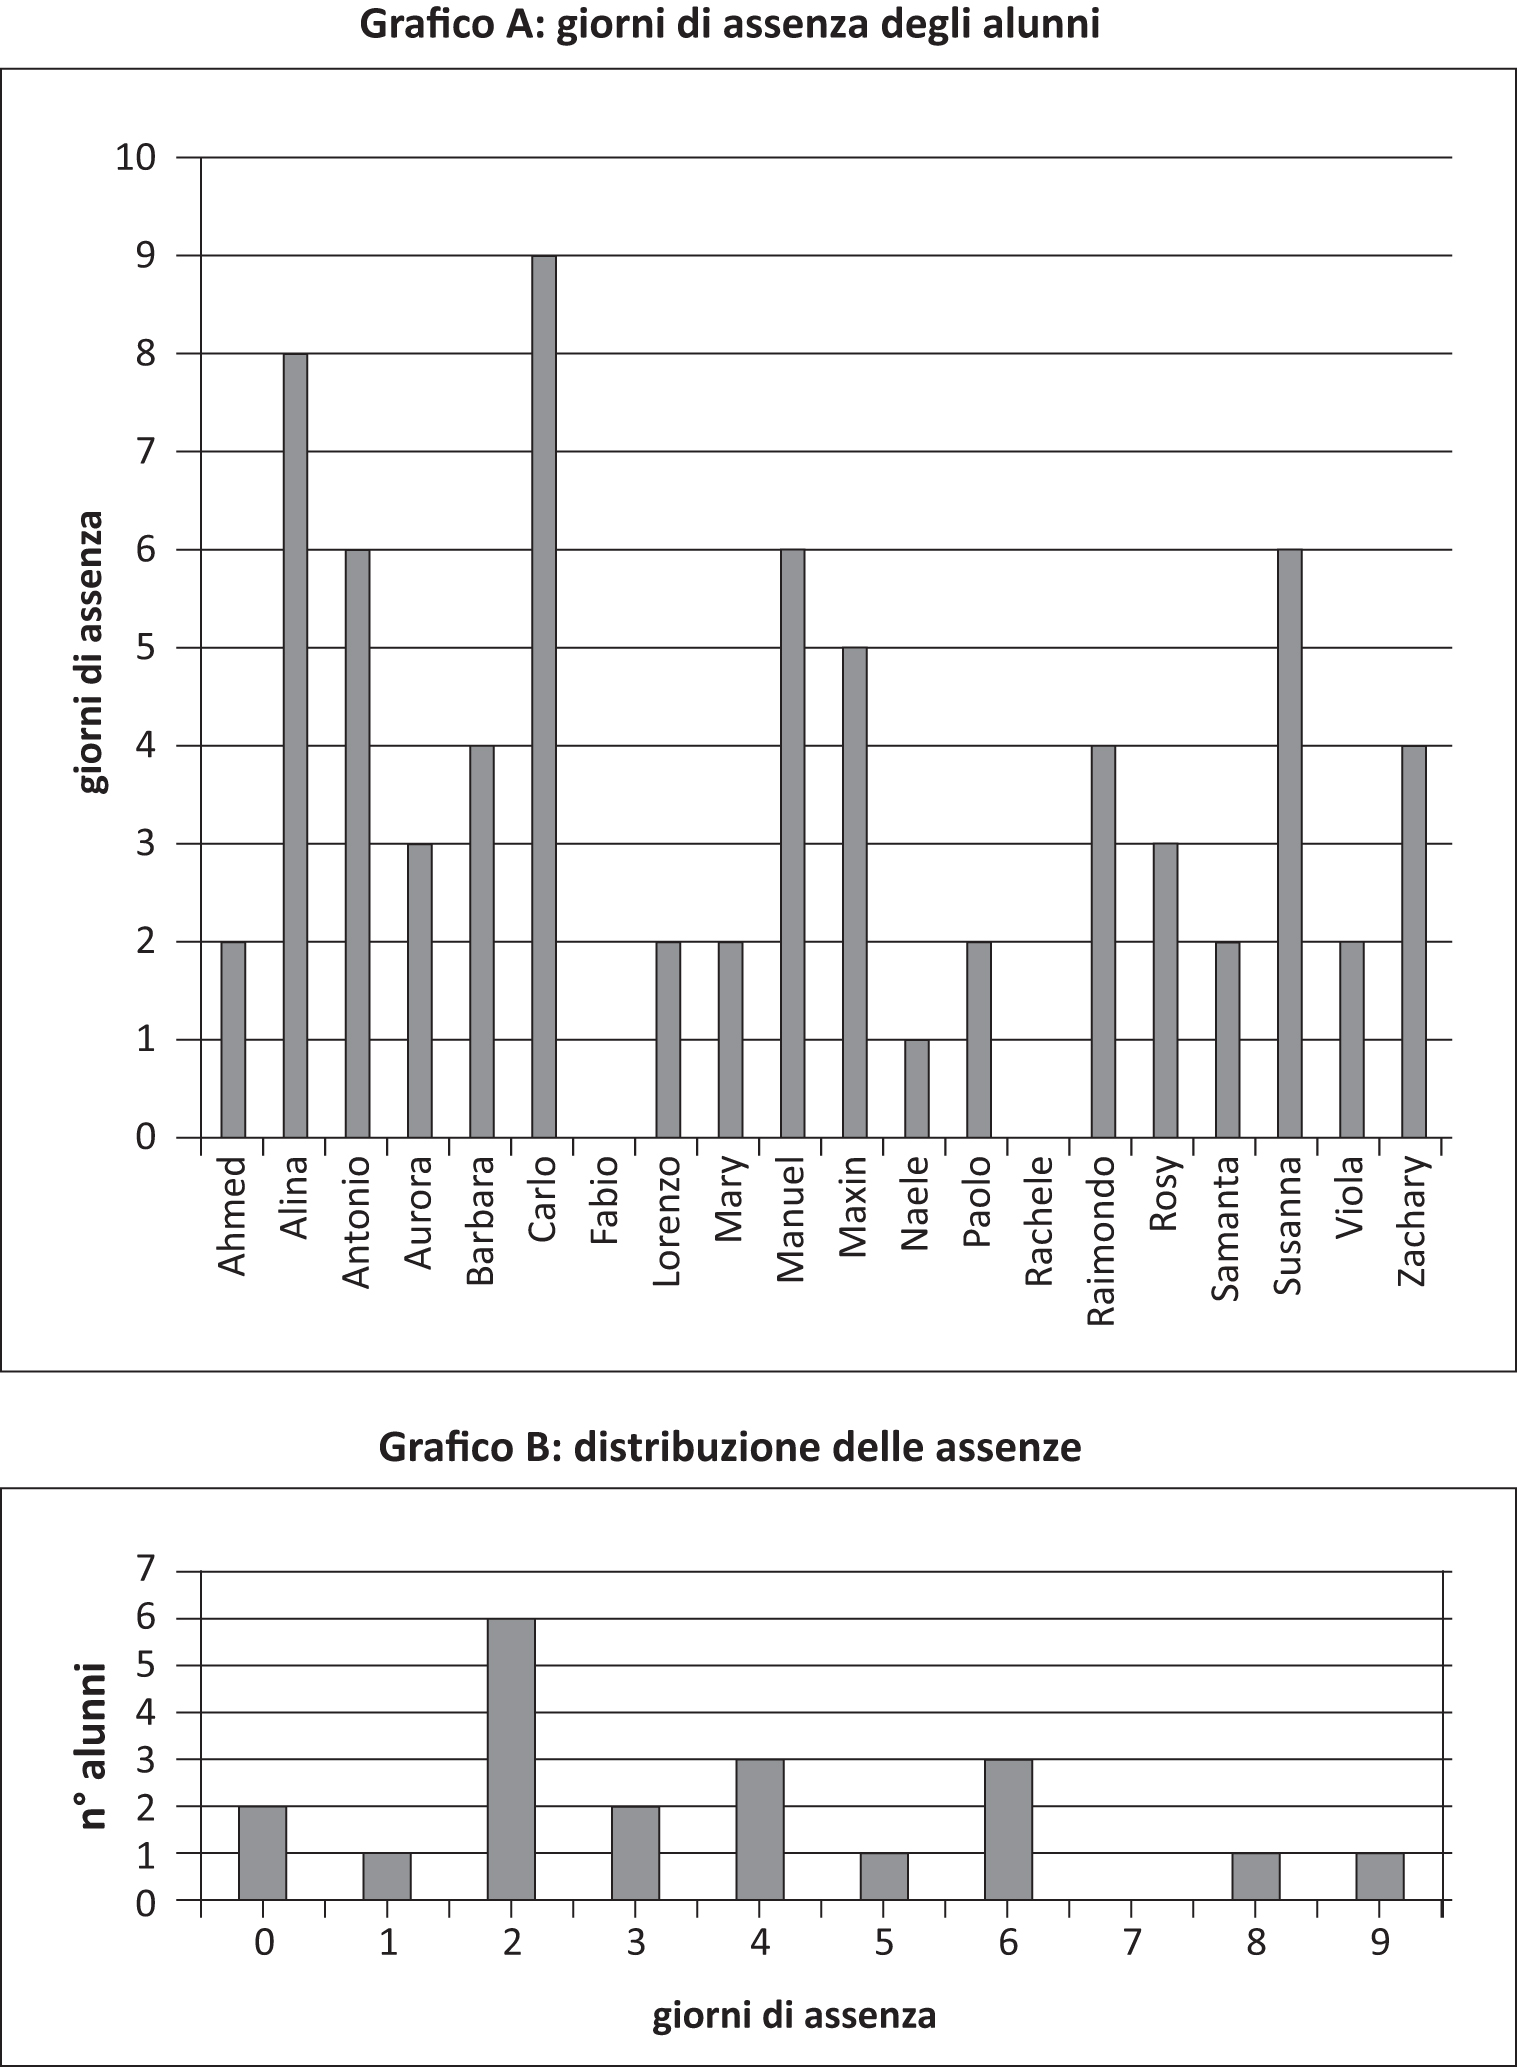 Grafico A: giorni di assenza degli alunni
10
9
8
7
6
5
4
3
2
1
0
giorni di assenza
Ahmed
Alina
Antonio
Aurora
Barbara
Carlo
Fabio
Lorenzo
Mary
Manuel
Maxin
Naele
Paolo
Rachele
Raimondo
Rosy
Samanta
Susanna
Viola
Zachary
Grafico B: distribuzione delle assenze
7
6
5
4
3
2
1
0
n° alunni
0 1 2 3 4 5 6 7 8 9
giorni di assenza